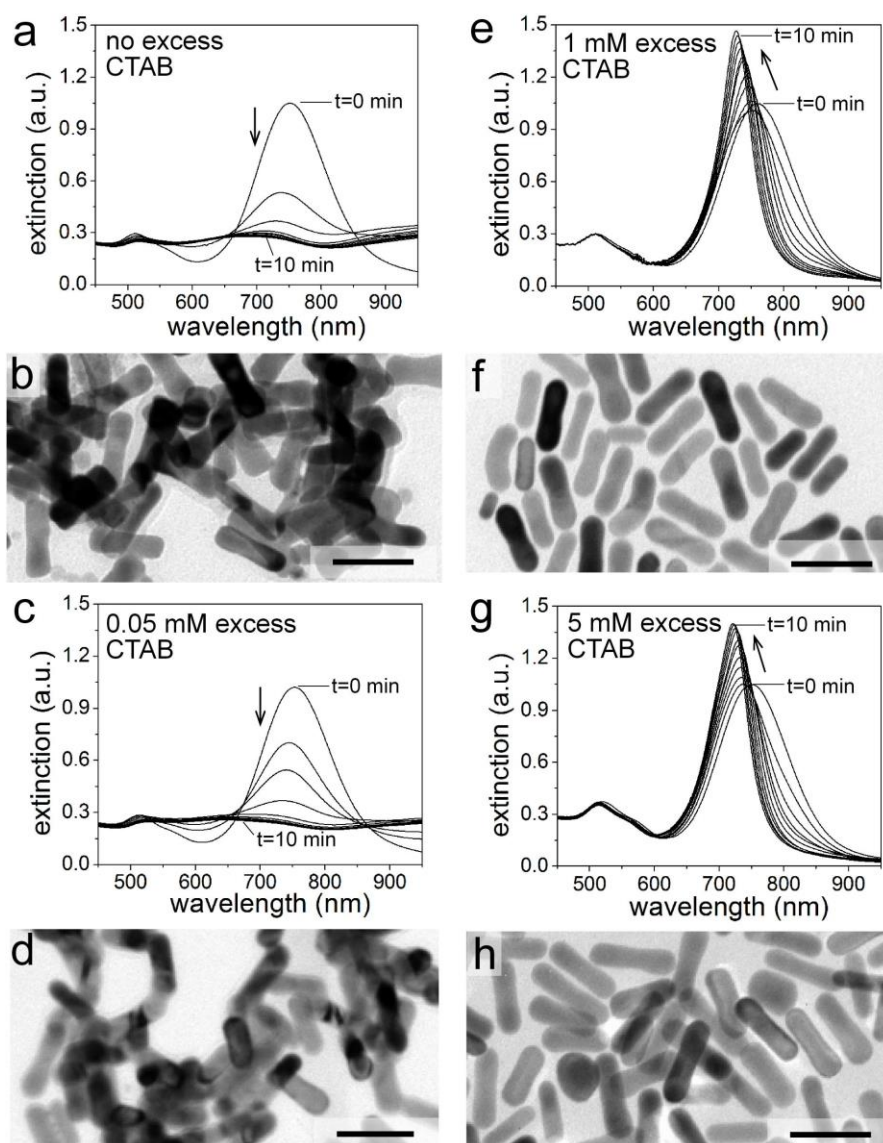 a
no excess
CTAB
t=0 min
t=10 min
extinction (a.u.)
1.5
1.2
0.9
0.6
0.3
0.0
500 600 700 800 900
wavelength (nm)
b
c
0.05 mM excess
CTAB
t=0 min
t=10 min
extinction (a.u.)
1.5
1.2
0.9
0.6
0.3
0.0
500 600 700 800 900
wavelength (nm)
d
e
1 mM excess
CTAB
t=10 min
t=0 min
extinction (a.u.)
1.5
1.2
0.9
0.6
0.3
0.0
500 600 700 800 900
wavelength (nm)
f
g
5 mM excess
CTAB
t=10 min
t=0 min
extinction (a.u.)
1.5
1.2
0.9
0.6
0.3
0.0
500 600 700 800 900
wavelength (nm)
h